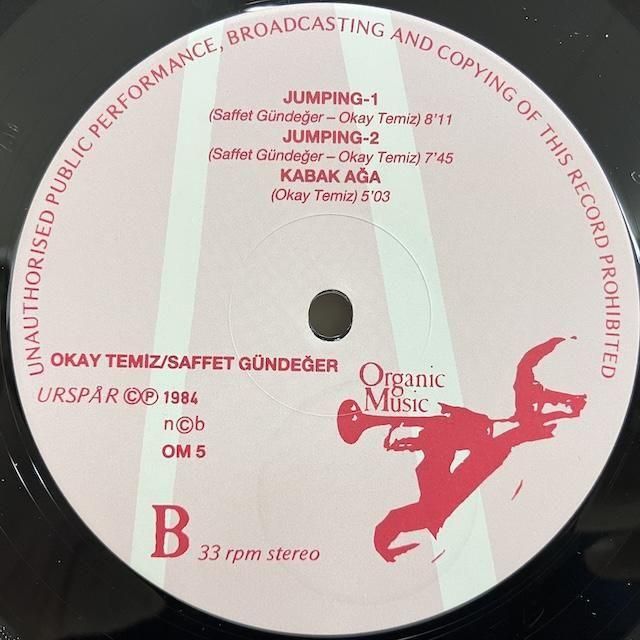 UNAUTHORISED PUBLIC PERFORMANCE, BROADCASTING AND COPYING OF THIS RECORD PROHIBITED
JUMPING-1
(Saffet Gündeğer – Okay Temiz) 8'11
JUMPING-2
(Saffet Gündeğer – Okay Temiz) 7'45
KABAK AĞA
(Okay Temiz) 5'03
OKAY TEMIZ/SAFFET GÜNDEĞER
URSPÅR ©℗ 1984
n©b
OM 5
Organic
Music
B 33 rpm stereo